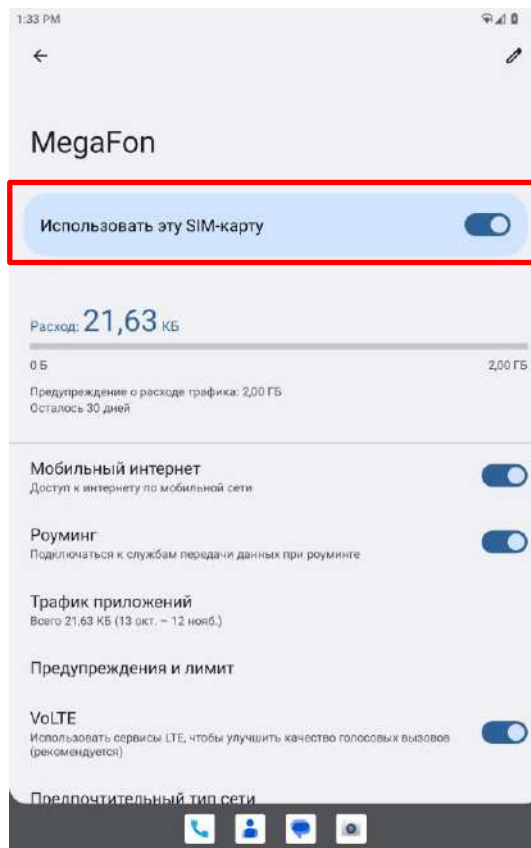 1:33 PM
MegaFon
Использовать эту SIM-карту
Расход: 21,63 КБ
0 Б
2,00 ГБ
Предупреждение о расходе трафика: 2,00 ГБ
Осталось 30 дней
Мобильный интернет
Доступ к интернету по мобильной сети
Роуминг
Подключаться к службам передачи данных при роуминге
Трафик приложений
Всего 21,63 КБ (13 окт. – 12 нояб.)
Предупреждения и лимит
VoLTE
Использовать сервисы LTE, чтобы улучшить качество голосовых вызовов
(рекомендуется)
Предпочтительный тип сети